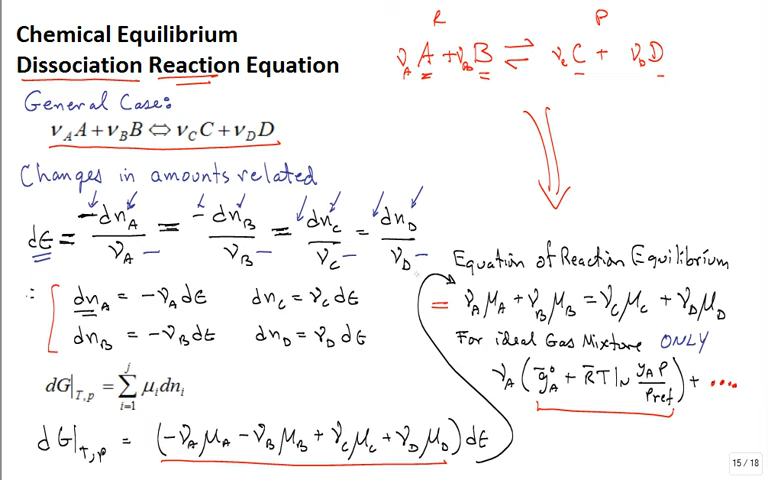 Chemical Equilibrium
Dissociation Reaction Equation
R P
ν_A A + ν_B B ⇌ ν_C C + ν_D D
General Case:
ν_A A + ν_B B ⇔ ν_C C + ν_D D
Changes in amounts related
dε = -dn_A/ν_A = -dn_B/ν_B = dn_C/ν_C = dn_D/ν_D
∴ dn_A = -ν_A dε dn_C = ν_C dε
dn_B = -ν_B dε dn_D = ν_D dε
dG|_T,p = Σ_{i=1}^{j} μ_i dn_i
dG|_T,p = (-ν_A μ_A - ν_B μ_B + ν_C μ_C + ν_D μ_D) dε
Equation of Reaction Equilibrium
= ν_A μ_A + ν_B μ_B = ν_C μ_C + ν_D μ_D
For ideal Gas Mixture ONLY
ν_A (g̅°_A + R̅T ln y_A P/Pref) + ....
15 / 18